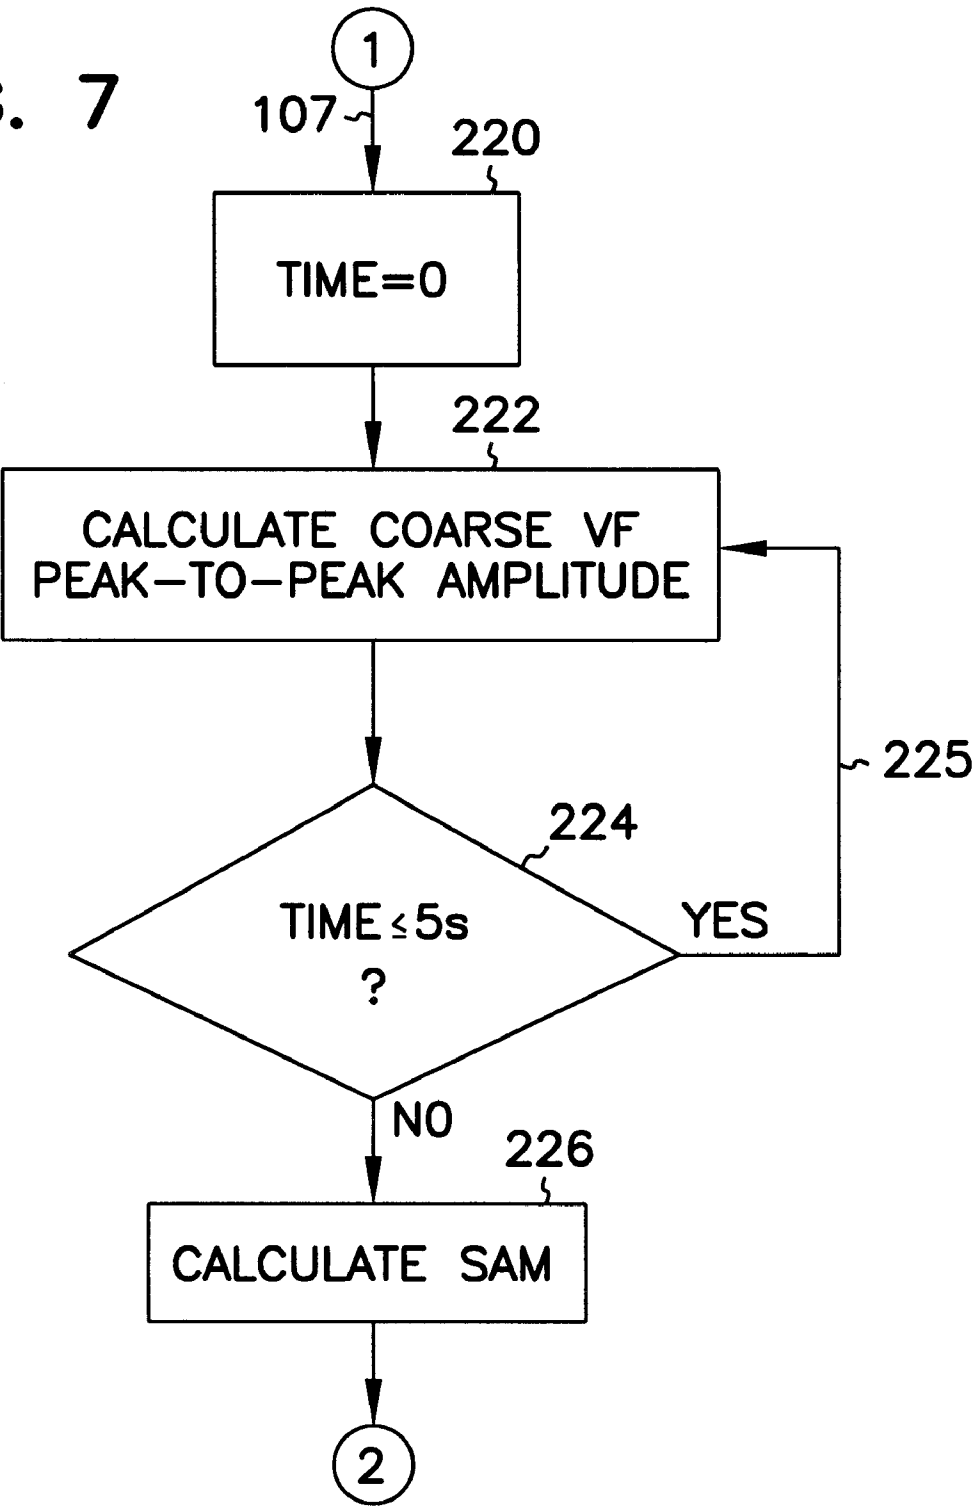 1
. 7
107
220
TIME=0
222
CALCULATE COARSE VF
PEAK-TO-PEAK AMPLITUDE
225
224
TIME≤5s
?
YES
NO
226
CALCULATE SAM
2